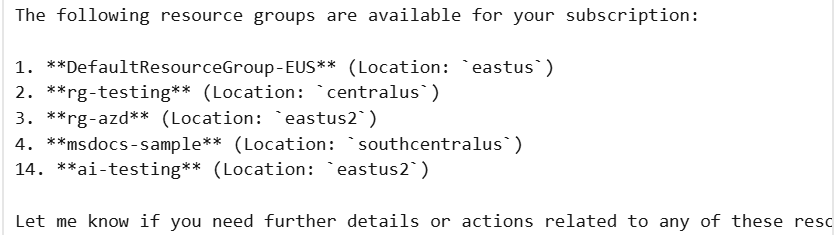 The following resource groups are available for your subscription:
1. **DefaultResourceGroup-EUS** (Location: `eastus`)
2. **rg-testing** (Location: `centralus`)
3. **rg-azd** (Location: `eastus2`)
4. **msdocs-sample** (Location: `southcentralus`)
14. **ai-testing** (Location: `eastus2`)
Let me know if you need further details or actions related to any of these